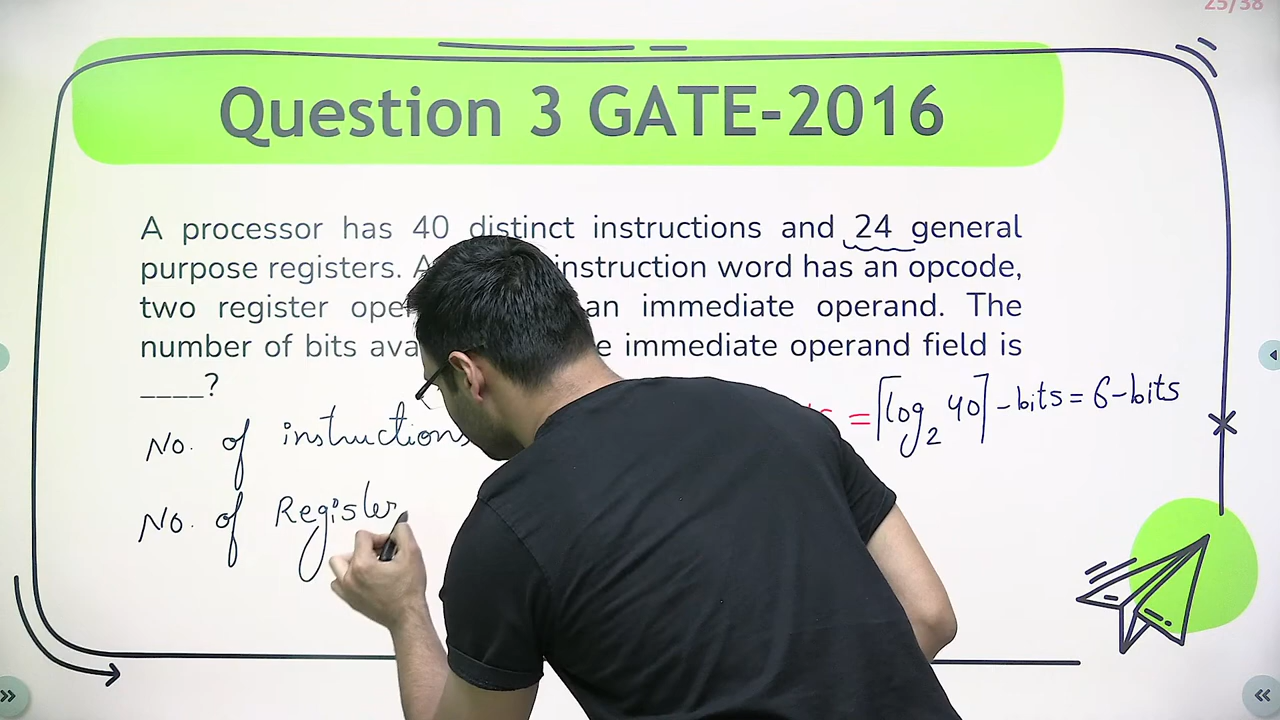 25/38
Question 3 GATE-2016
A processor has 40 distinct instructions and 24 general
purpose registers. A instruction word has an opcode,
two register an immediate operand. The
number of bits immediate operand field is
____?
No. of instructions = ⌈log₂ 40⌉ - bits = 6-bits
No. of Register